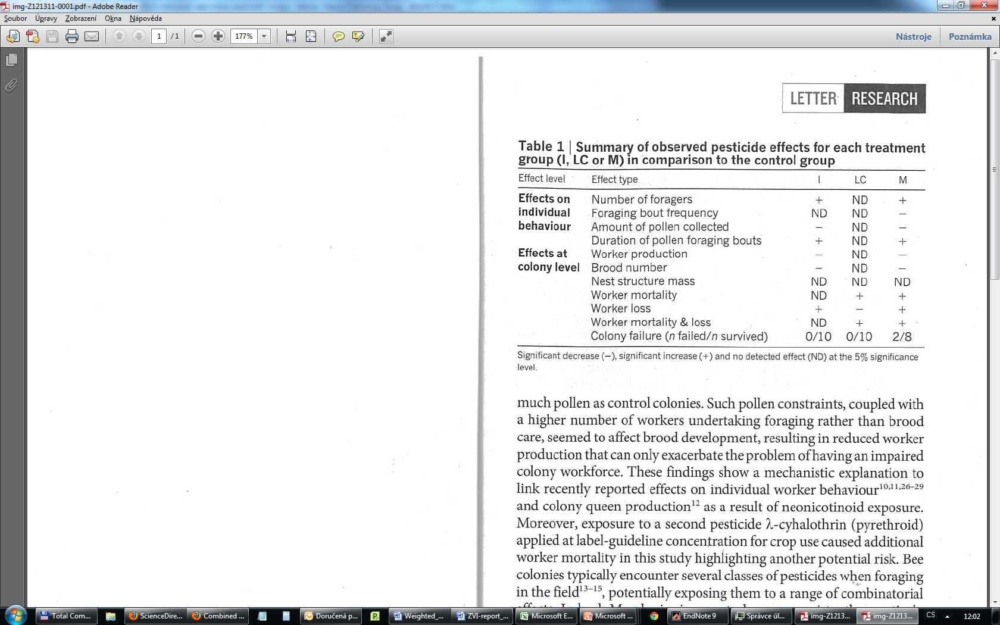 img-Z121311-0001.pdf - Adobe Reader
Soubor Úpravy Zobrazení Okna Nápověda
1 / 1 177% Nástroje Poznámka
LETTER RESEARCH
Table 1 | Summary of observed pesticide effects for each treatment
group (I, LC or M) in comparison to the control group
Effect level Effect type I LC M
Effects on Number of foragers + ND +
individual Foraging bout frequency ND ND −
behaviour Amount of pollen collected − ND −
Duration of pollen foraging bouts + ND +
Effects at Worker production − ND −
colony level Brood number − ND −
Nest structure mass ND ND ND
Worker mortality ND + +
Worker loss + − +
Worker mortality & loss ND + +
Colony failure (n failed/n survived) 0/10 0/10 2/8
Significant decrease (−), significant increase (+) and no detected effect (ND) at the 5% significance
level.
much pollen as control colonies. Such pollen constraints, coupled with
a higher number of workers undertaking foraging rather than brood
care, seemed to affect brood development, resulting in reduced worker
production that can only exacerbate the problem of having an impaired
colony workforce. These findings show a mechanistic explanation to
link recently reported effects on individual worker behaviour10,11,26–29
and colony queen production12 as a result of neonicotinoid exposure.
Moreover, exposure to a second pesticide λ-cyhalothrin (pyrethroid)
applied at label-guideline concentration for crop use caused additional
worker mortality in this study highlighting another potential risk. Bee
colonies typically encounter several classes of pesticides when foraging
in the field13–15, potentially exposing them to a range of combinatorial
Total Com... ScienceDire... Combined ... Doručená p... Weighted_... ZVI-report_... Microsoft E... Microsoft ... EndNote 9 Správce úl... img-Z1213... img-Z1213... CS 12:02